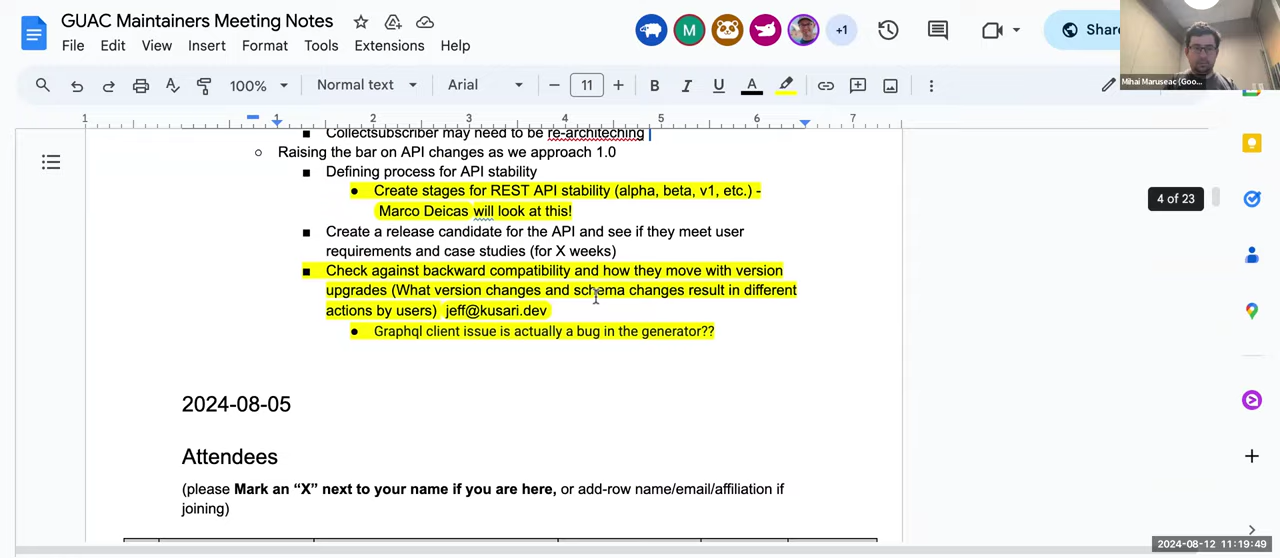 GUAC Maintainers Meeting Notes
File Edit View Insert Format Tools Extensions Help
M
+1
Share
Mihai Maruseac (Goo...
100%
Normal text
Arial
11
B I U A
1 1 2 3 4 5 6 7
Collectsubscriber may need to be re-architeching
Raising the bar on API changes as we approach 1.0
Defining process for API stability
Create stages for REST API stability (alpha, beta, v1, etc.) -
Marco Deicas will look at this!
Create a release candidate for the API and see if they meet user
requirements and case studies (for X weeks)
Check against backward compatibility and how they move with version
upgrades (What version changes and schema changes result in different
actions by users) jeff@kusari.dev
Graphql client issue is actually a bug in the generator??
4 of 23
2024-08-05
Attendees
(please Mark an “X” next to your name if you are here, or add-row name/email/affiliation if
joining)
2024-08-12 11:19:49